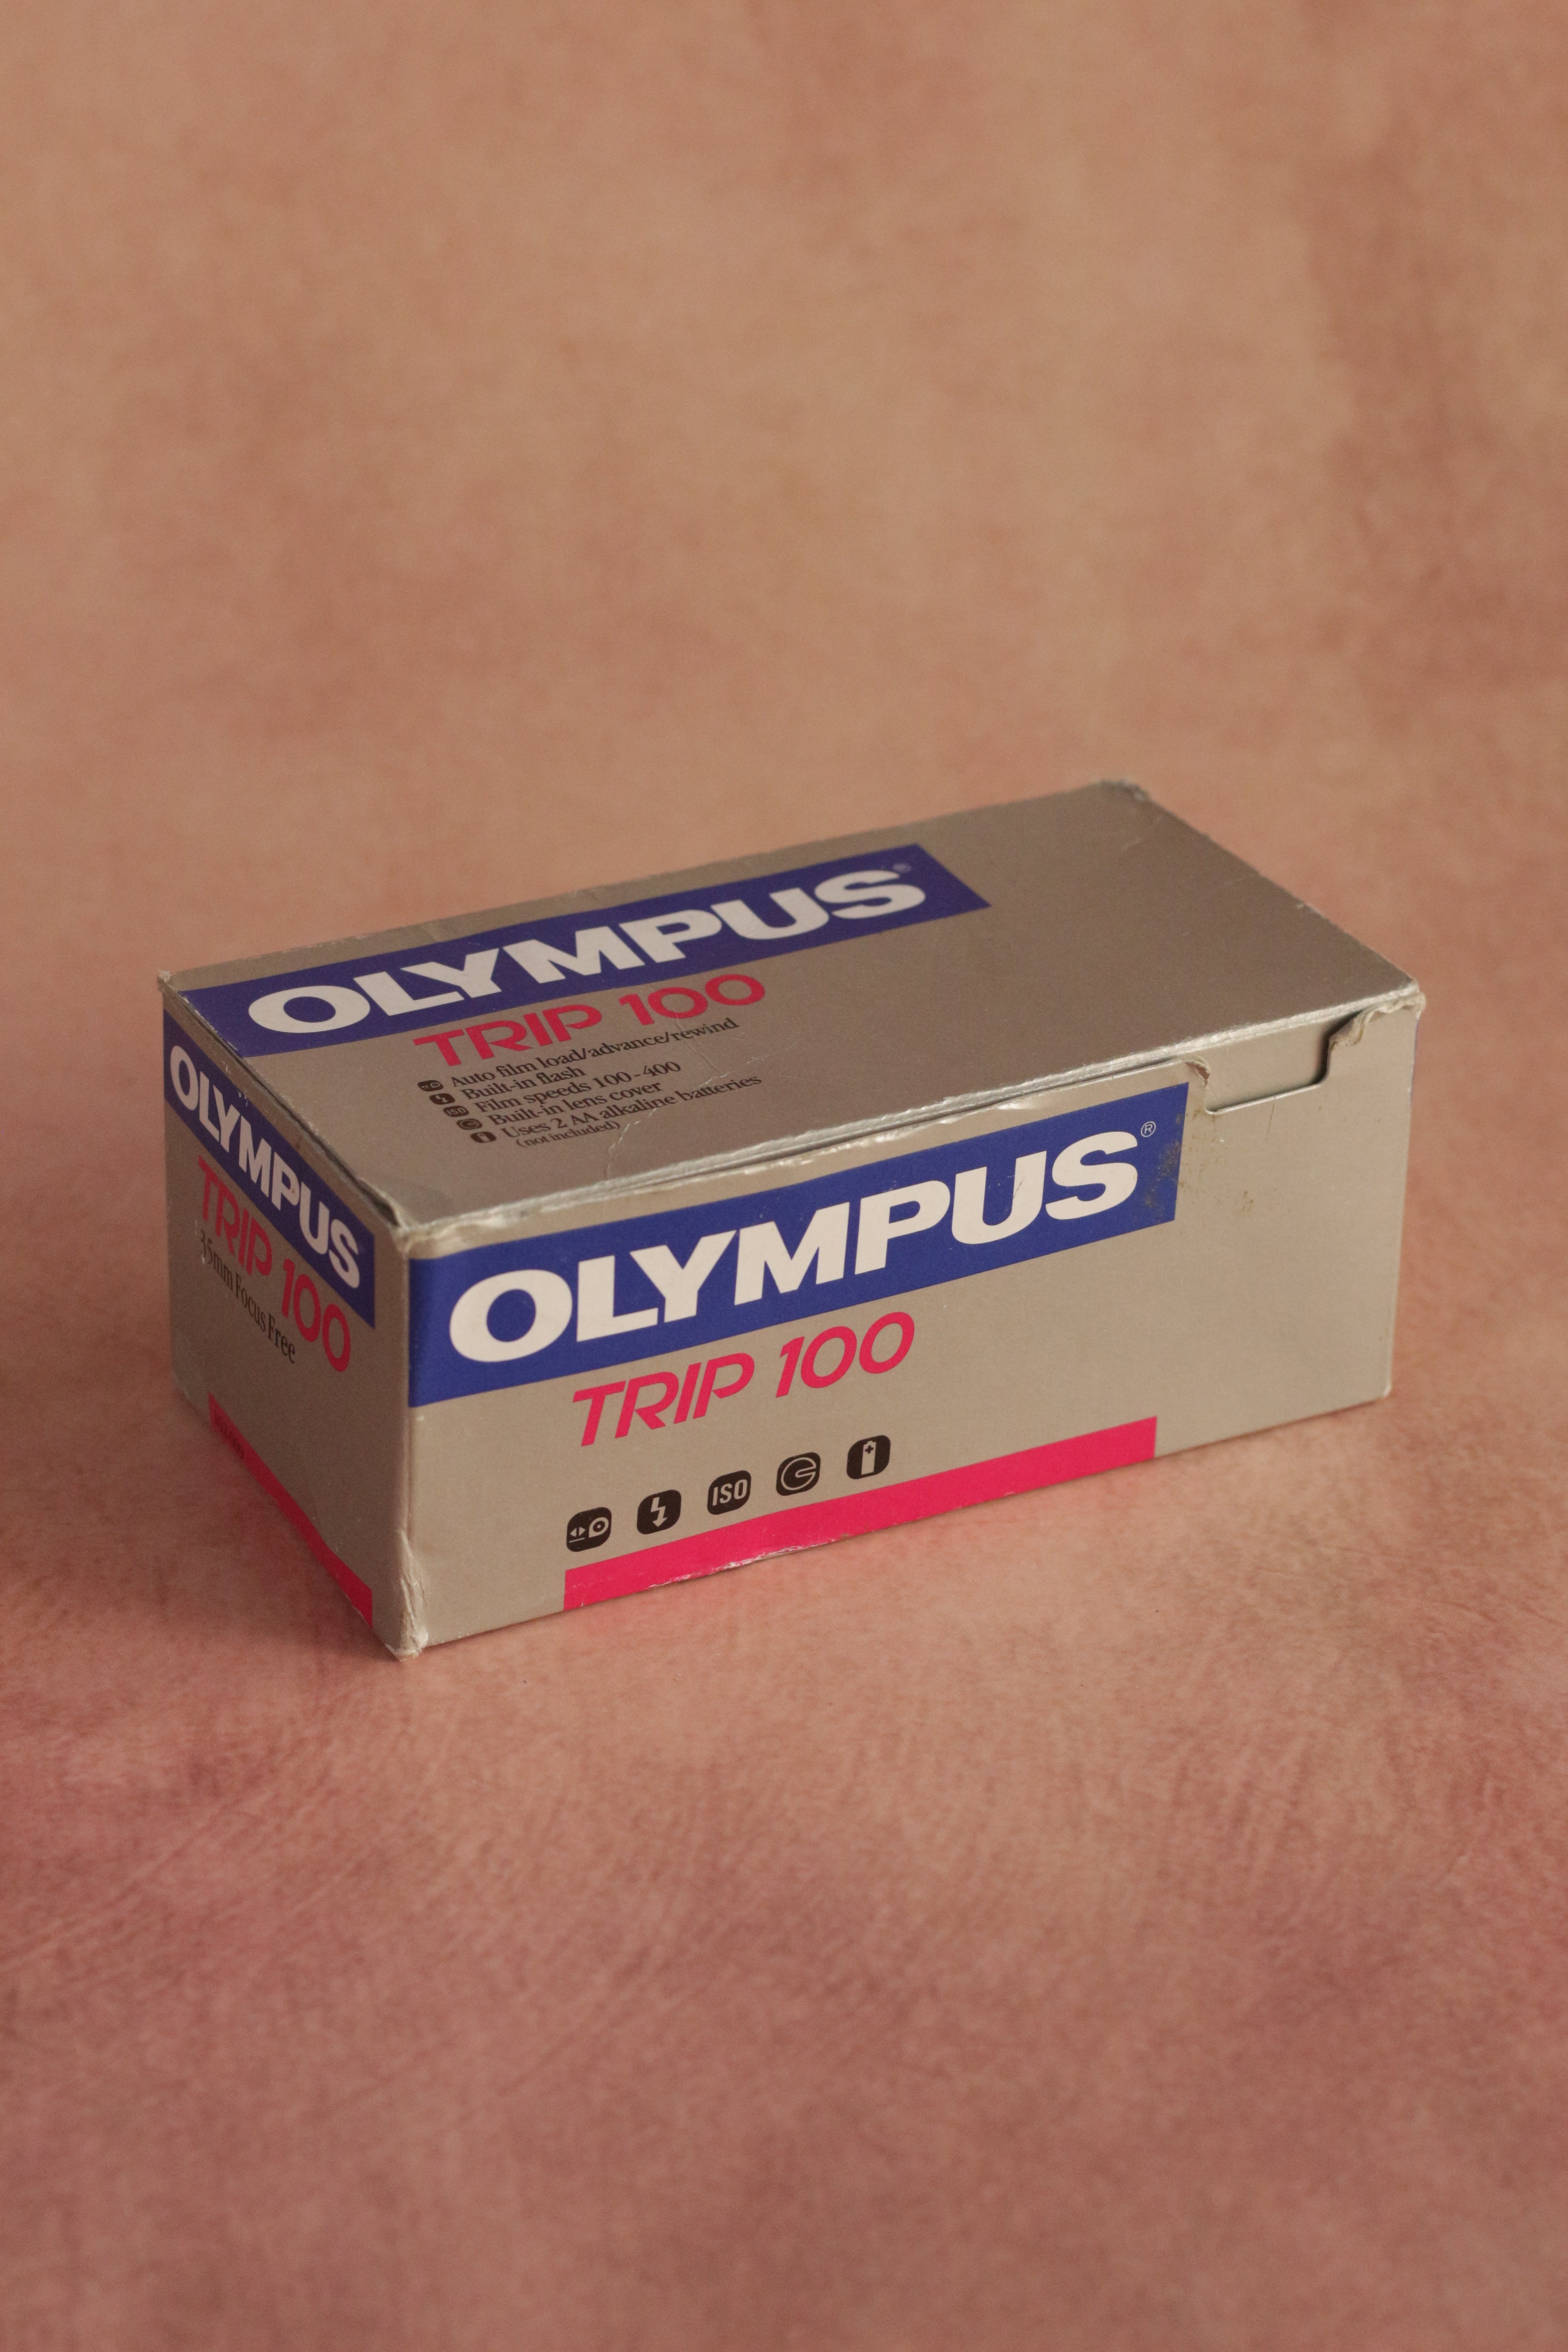 OLYMPUS®
TRIP 100
Auto film load/advance/rewind
Built-in flash
ISO Film speeds 100-400
Built-in lens cover
Uses 2 AA alkaline batteries
(not included)
OLYMPUS
TRIP 100
35mm Focus Free
OLYMPUS®
TRIP 100
ISO